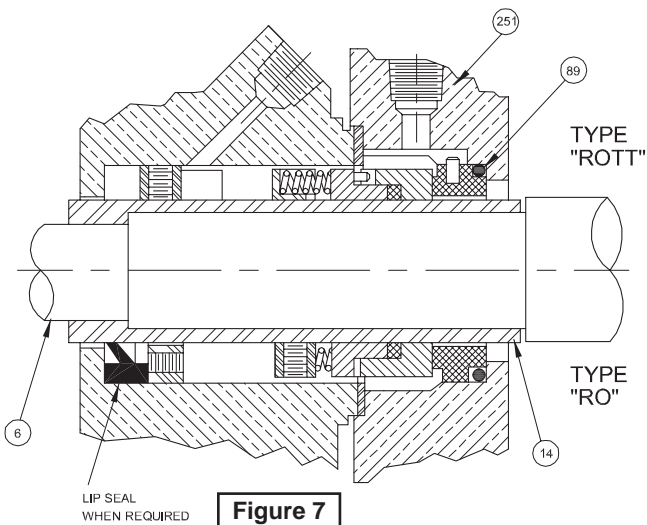 251
89
TYPE
"ROTT"
TYPE
"RO"
6
14
LIP SEAL
WHEN REQUIRED
Figure 7